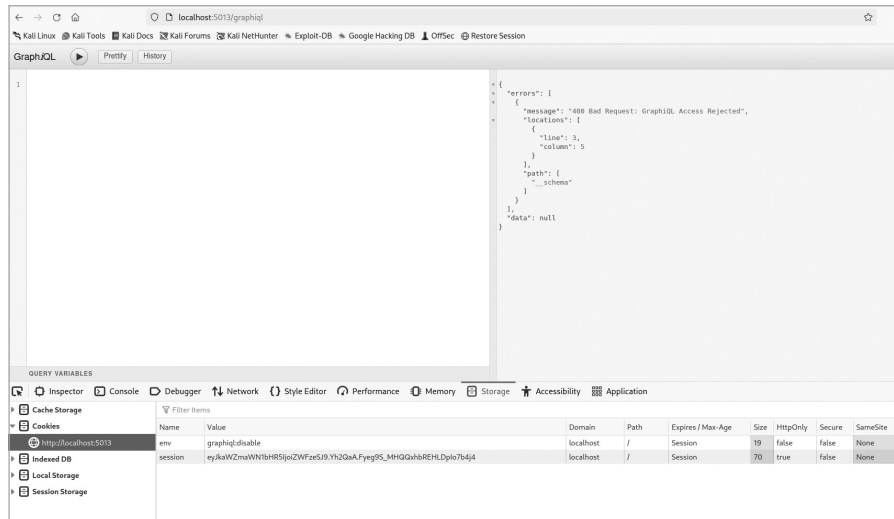 localhost:5013/graphiql
Kali Linux Kali Tools Kali Docs Kali Forums Kali NetHunter Exploit-DB Google Hacking DB OffSec Restore Session
GraphiQL Prettify History
1
{
"errors": [
{
"message": "400 Bad Request: GraphiQL Access Rejected",
"locations": [
{
"line": 3,
"column": 5
}
],
"path": [
"__schema"
]
}
],
"data": null
}
QUERY VARIABLES
Inspector Console Debugger Network Style Editor Performance Memory Storage Accessibility Application
Cache Storage
Cookies
http://localhost:5013
Indexed DB
Local Storage
Session Storage
Filter Items
Name Value Domain Path Expires / Max-Age Size HttpOnly Secure SameSite
env graphiql:disable localhost / Session 19 false false None
session localhost / Session 70 true false None